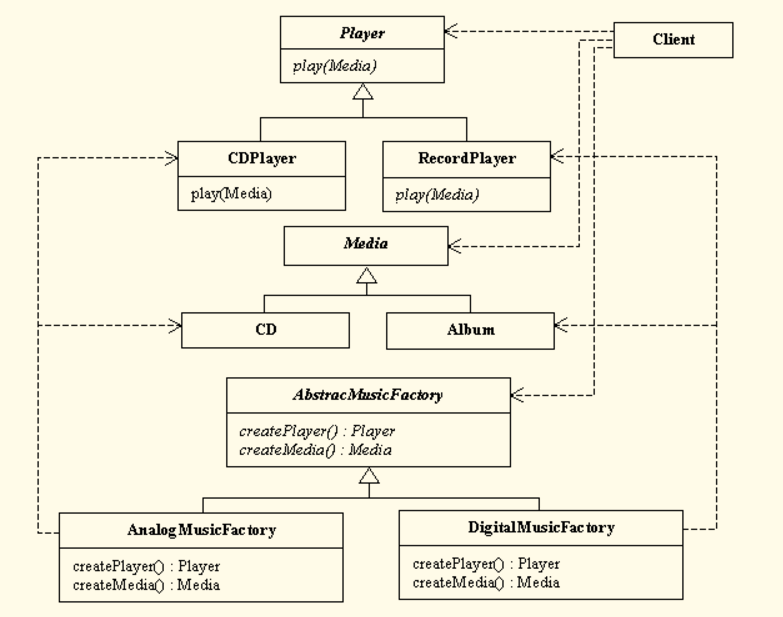 Player
play(Media)
Client
CDPlayer
play(Media)
RecordPlayer
play(Media)
Media
CD
Album
AbstracMusicFactory
createPlayer() : Player
createMedia() : Media
AnalogMusicFactory
createPlayer() : Player
createMedia() : Media
DigitalMusicFactory
createPlayer() : Player
createMedia() : Media